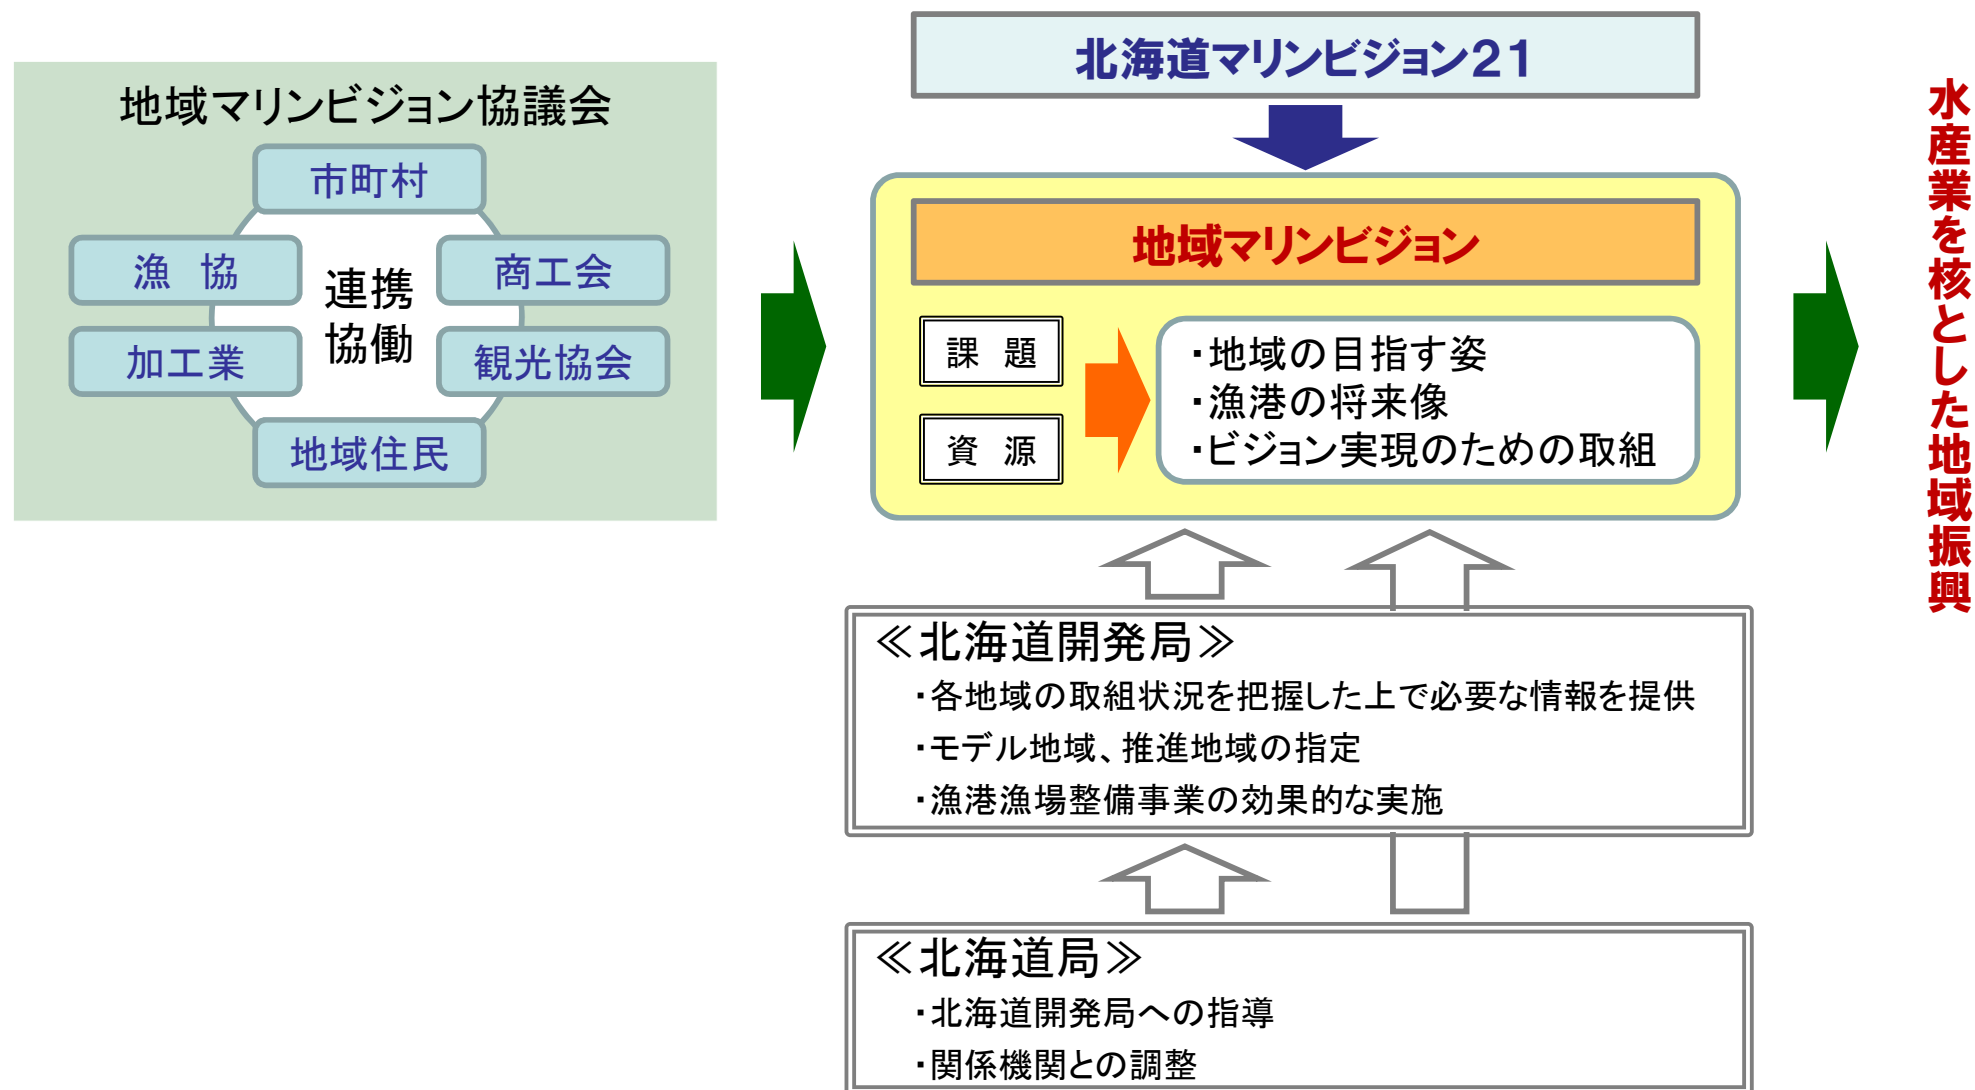 北海道マリンビジョン21
地域マリンビジョン協議会
市町村
漁　協
商工会
連携
協働
加工業
観光協会
地域住民
地域マリンビジョン
課　題
資　源
・地域の目指す姿
・漁港の将来像
・ビジョン実現のための取組
水産業を核とした地域振興
≪北海道開発局≫
・各地域の取組状況を把握した上で必要な情報を提供
・モデル地域、推進地域の指定
・漁港漁場整備事業の効果的な実施
≪北海道局≫
・北海道開発局への指導
・関係機関との調整